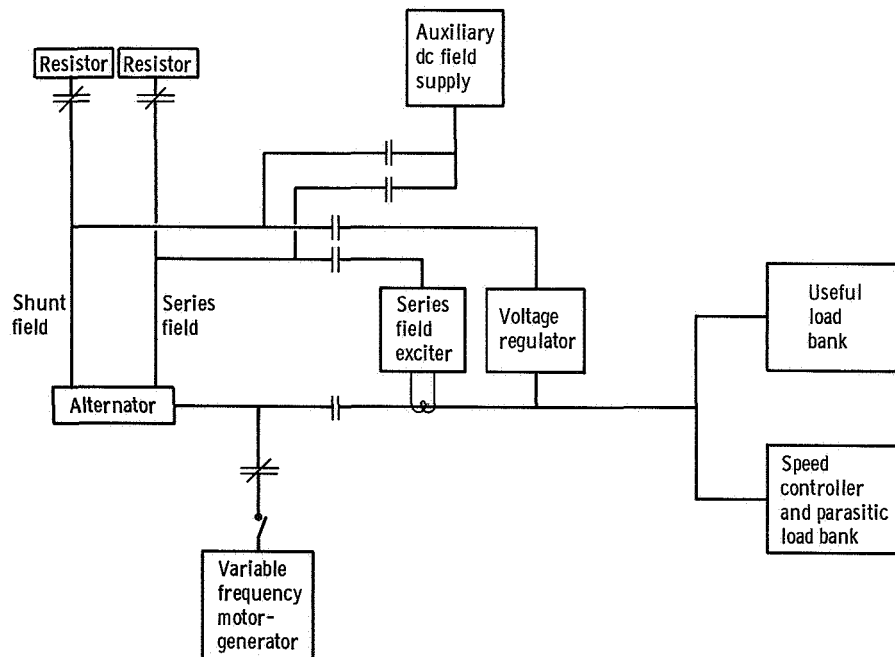 Auxiliary
dc field
supply
Resistor
Resistor
Shunt
field
Series
field
Series
field
exciter
Voltage
regulator
Useful
load
bank
Alternator
Speed
controller
and parasitic
load bank
Variable
frequency
motor-
generator